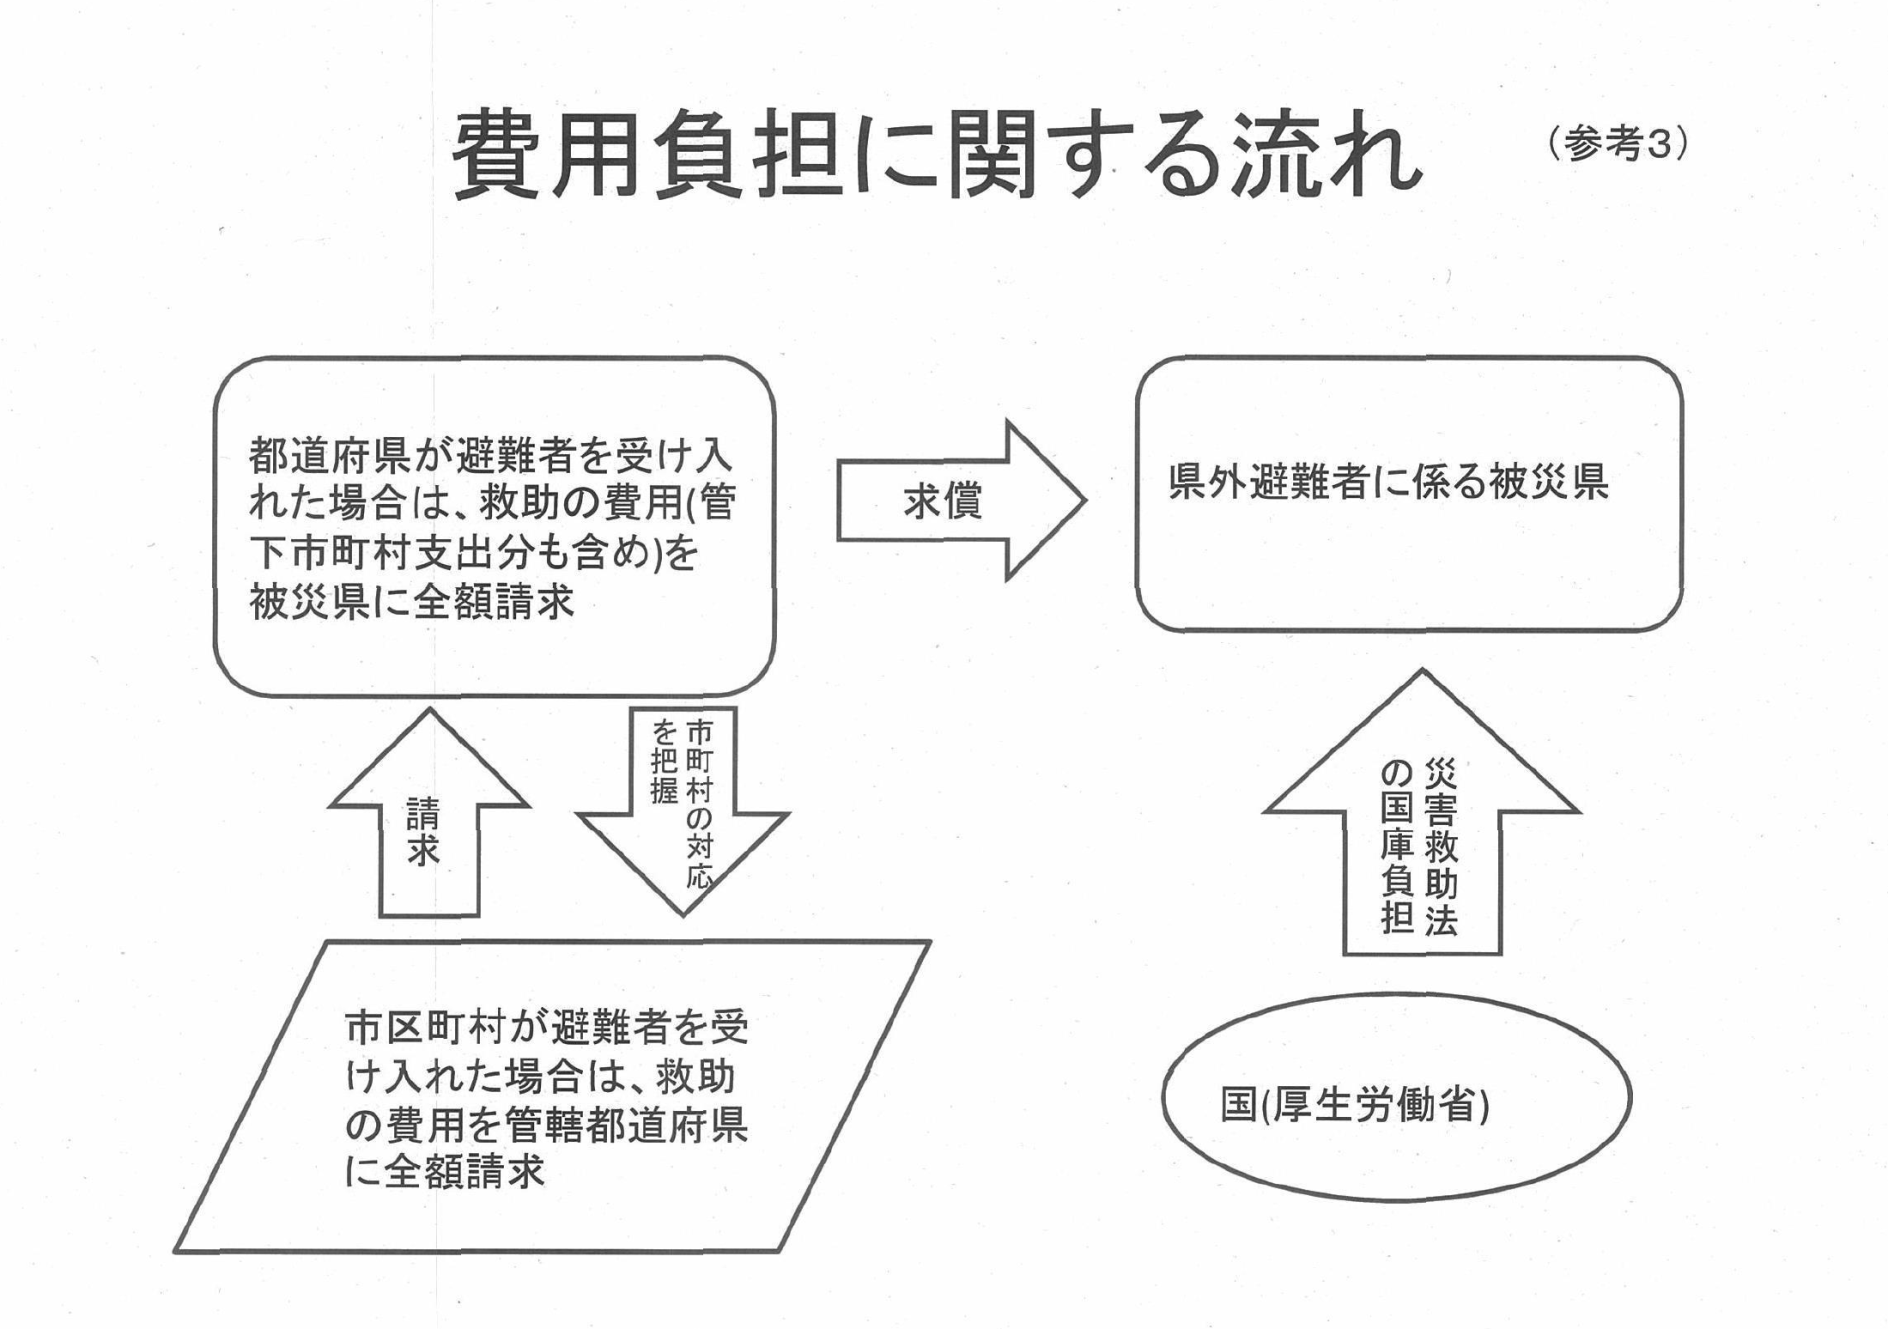 費用負担に関する流れ
（参考3）
都道府県が避難者を受け入
れた場合は、救助の費用(管
下市町村支出分も含め)を
被災県に全額請求
求償
県外避難者に係る被災県
請求
市町村の対応
を把握
災害救助法
の国庫負担
市区町村が避難者を受
け入れた場合は、救助
の費用を管轄都道府県
に全額請求
国(厚生労働省)